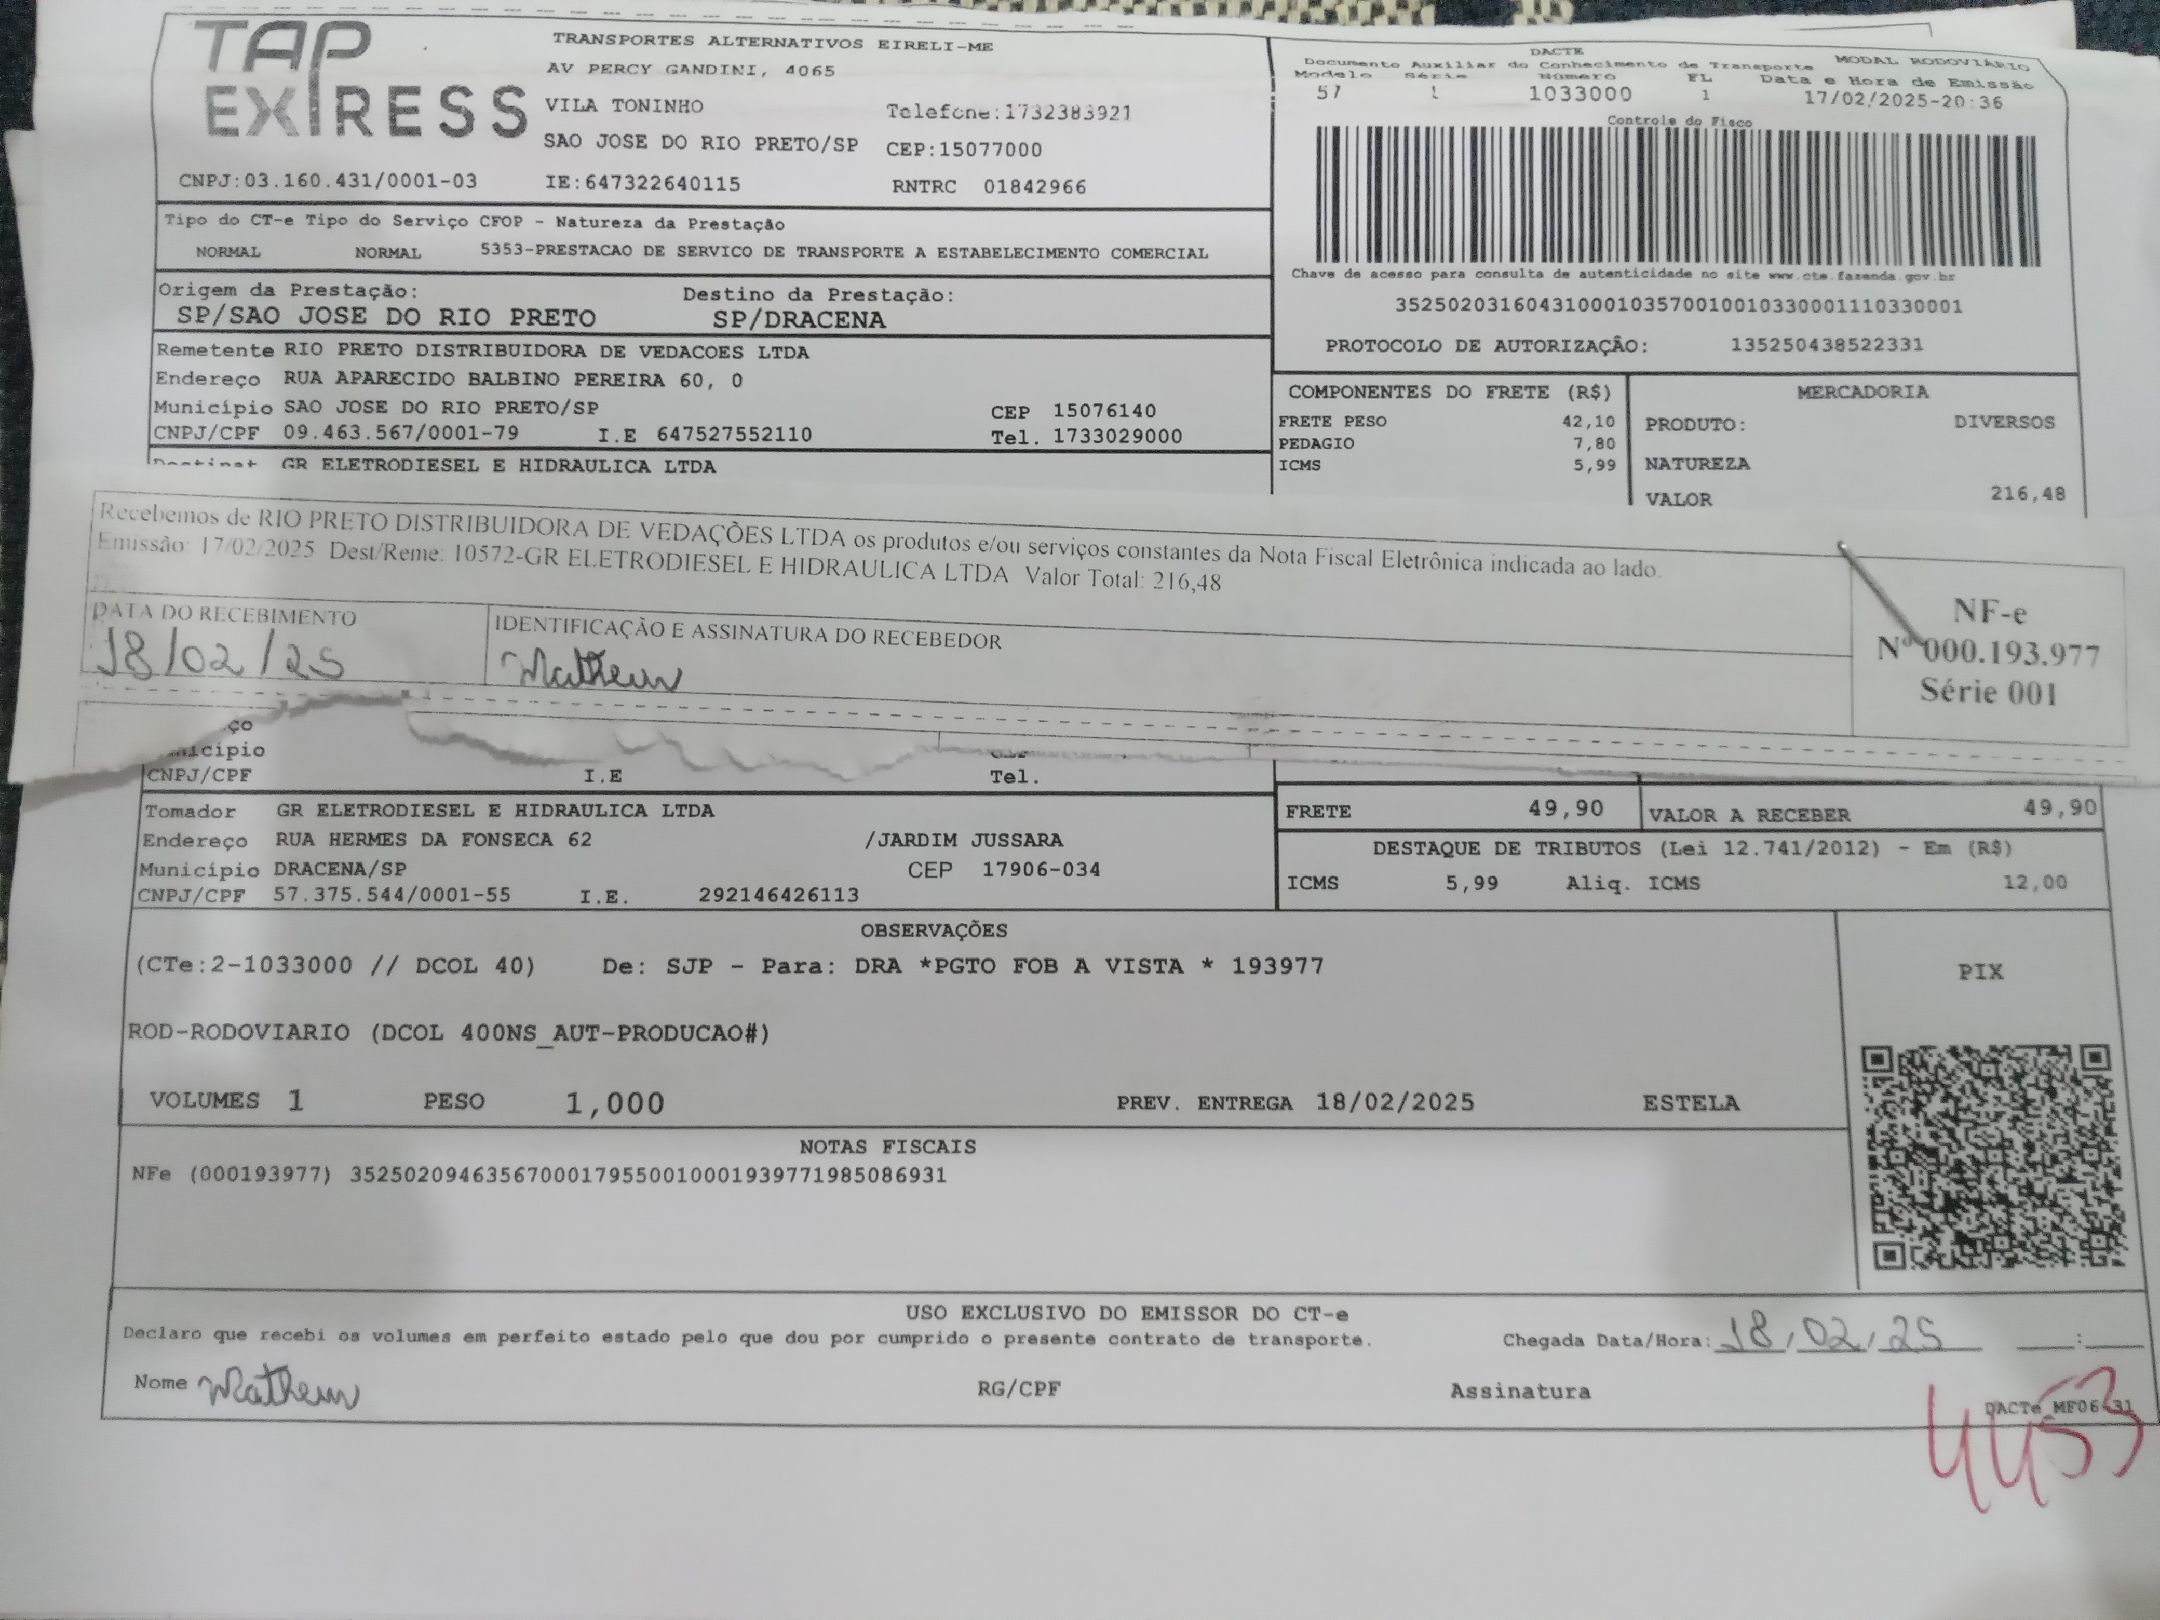 TAP EXPRESS
TRANSPORTES ALTERNATIVOS EIRELI-ME
AV PERCY GANDINI, 4065
VILA TONINHO Telefone:1732383921
SAO JOSE DO RIO PRETO/SP CEP:15077000
CNPJ:03.160.431/0001-03 IE:647322640115 RNTRC 01842966
DACTE
Documento Auxiliar do Conhecimento de Transporte MODAL RODOVIARIO
Modelo Série Número FL Data e Hora de Emissão
57 1 1033000 1 17/02/2025-20:36
Controle do Fisco
Chave de acesso para consulta de autenticidade no site www.cte.fazenda.gov.br
35250203160431000103570010010330001110330001
PROTOCOLO DE AUTORIZAÇÃO: 135250438522331
Tipo do CT-e Tipo do Serviço CFOP - Natureza da Prestação
NORMAL NORMAL 5353-PRESTACAO DE SERVICO DE TRANSPORTE A ESTABELECIMENTO COMERCIAL
Origem da Prestação: Destino da Prestação:
SP/SAO JOSE DO RIO PRETO SP/DRACENA
Remetente RIO PRETO DISTRIBUIDORA DE VEDACOES LTDA
Endereço RUA APARECIDO BALBINO PEREIRA 60, 0
Município SAO JOSE DO RIO PRETO/SP CEP 15076140
CNPJ/CPF 09.463.567/0001-79 I.E 647527552110 Tel. 1733029000
Destinat GR ELETRODIESEL E HIDRAULICA LTDA
COMPONENTES DO FRETE (R$) MERCADORIA
FRETE PESO 42,10 PRODUTO: DIVERSOS
PEDAGIO 7,80
ICMS 5,99 NATUREZA
VALOR 216,48
Recebemos de RIO PRETO DISTRIBUIDORA DE VEDAÇÕES LTDA os produtos e/ou serviços constantes da Nota Fiscal Eletrônica indicada ao lado.
Emissão: 17/02/2025 Dest/Reme: 10572-GR ELETRODIESEL E HIDRAULICA LTDA Valor Total: 216,48
DATA DO RECEBIMENTO IDENTIFICAÇÃO E ASSINATURA DO RECEBEDOR
18/02/25 Matheus
NF-e
Nº 000.193.977
Série 001
ço
icípio
CNPJ/CPF I.E Tel.
Tomador GR ELETRODIESEL E HIDRAULICA LTDA
Endereço RUA HERMES DA FONSECA 62 /JARDIM JUSSARA
Município DRACENA/SP CEP 17906-034
CNPJ/CPF 57.375.544/0001-55 I.E. 292146426113
FRETE 49,90 VALOR A RECEBER 49,90
DESTAQUE DE TRIBUTOS (Lei 12.741/2012) - Em (R$)
ICMS 5,99 Aliq. ICMS 12,00
OBSERVAÇÕES
(CTe:2-1033000 // DCOL 40) De: SJP - Para: DRA *PGTO FOB A VISTA * 193977
PIX
ROD-RODOVIARIO (DCOL 400NS_AUT-PRODUCAO#)
VOLUMES 1 PESO 1,000 PREV. ENTREGA 18/02/2025 ESTELA
NOTAS FISCAIS
NFe (000193977) 35250209463567000179550010001939771985086931
USO EXCLUSIVO DO EMISSOR DO CT-e
Declaro que recebi os volumes em perfeito estado pelo que dou por cumprido o presente contrato de transporte. Chegada Data/Hora: 18/02/25 :
Nome Matheus RG/CPF Assinatura
DACTe_MF06-31
4453